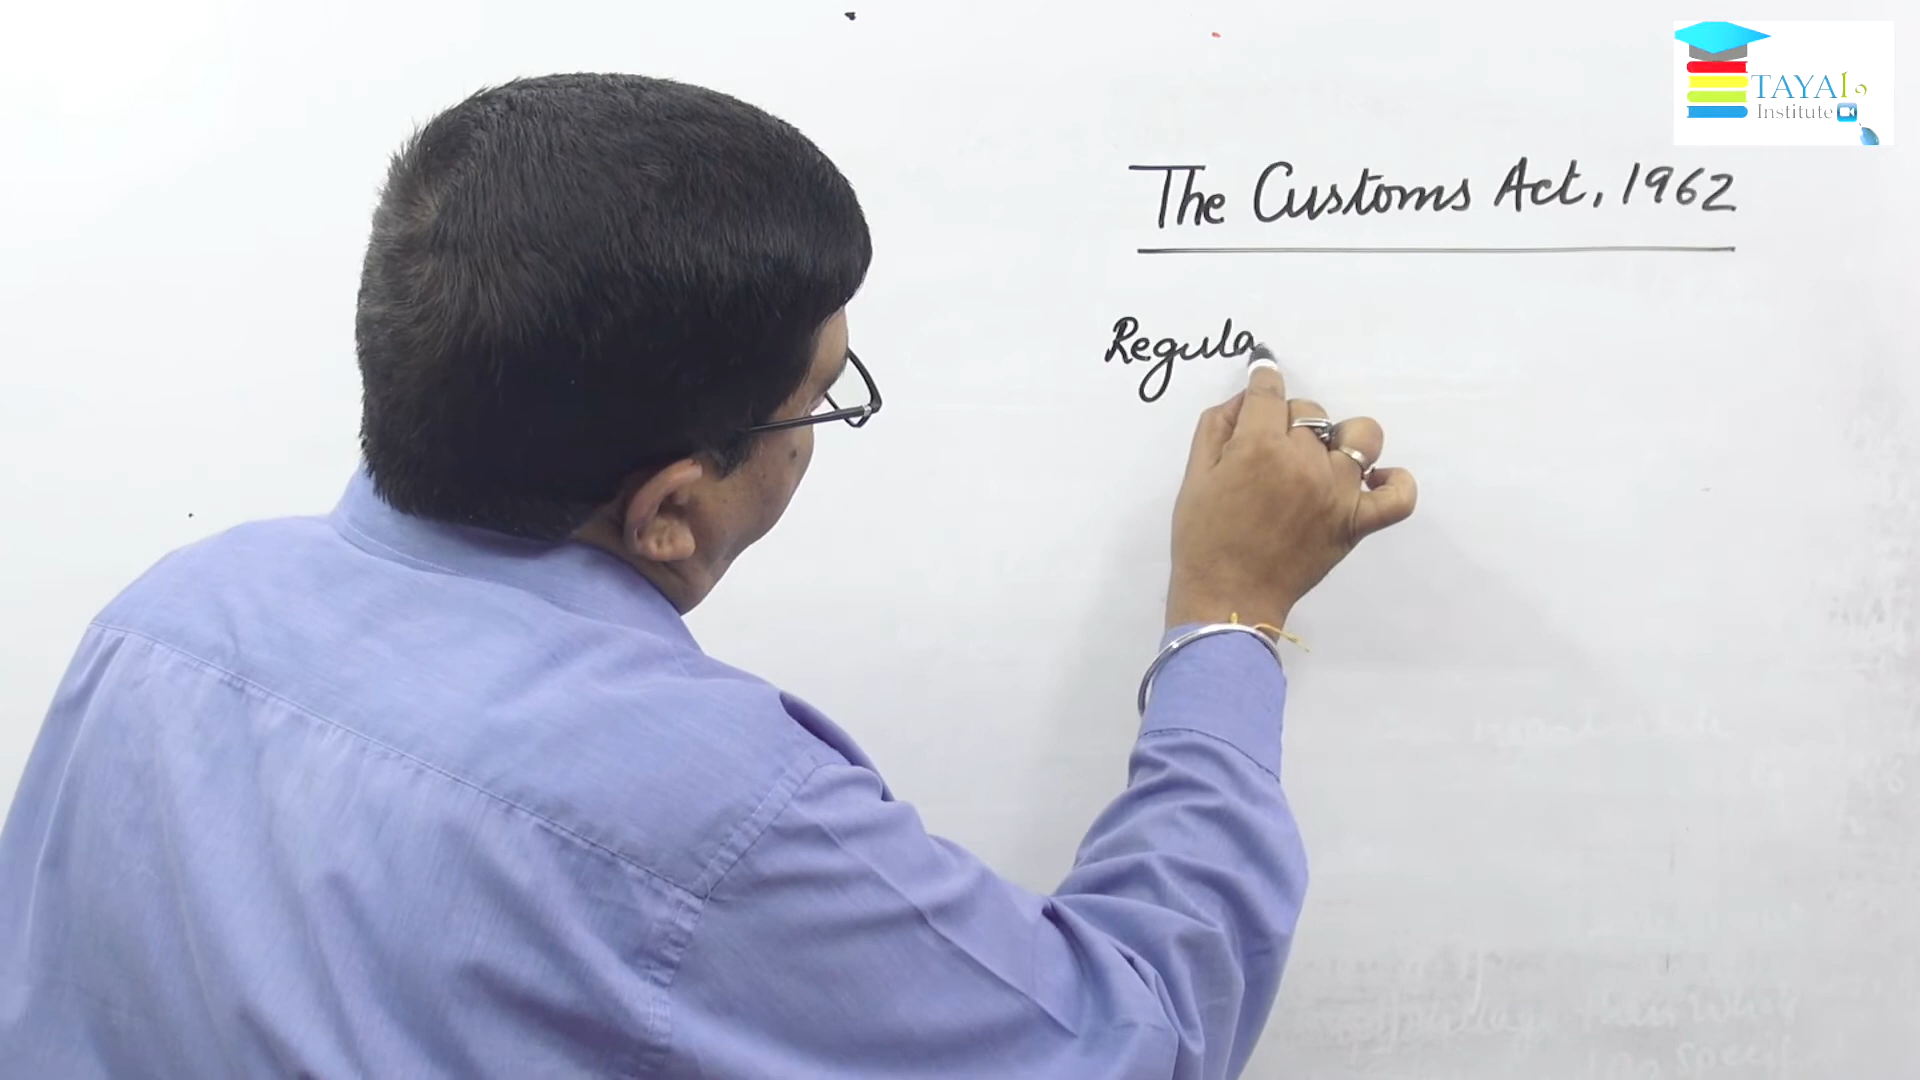 TAYAL
Institute
The Customs Act, 1962
Regula